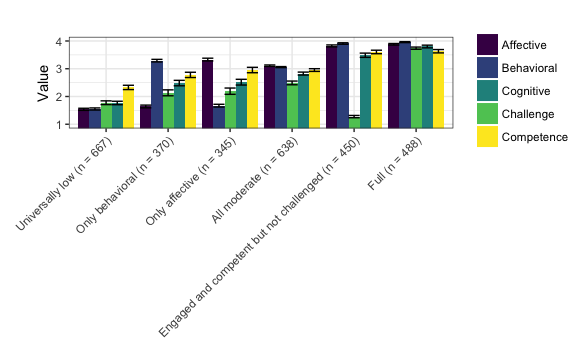 Value
4
3
2
1
Universally low (n = 667)
Only behavioral (n = 370)
Only affective (n = 345)
All moderate (n = 638)
Engaged and competent but not challenged (n = 450)
Full (n = 488)
Affective
Behavioral
Cognitive
Challenge
Competence